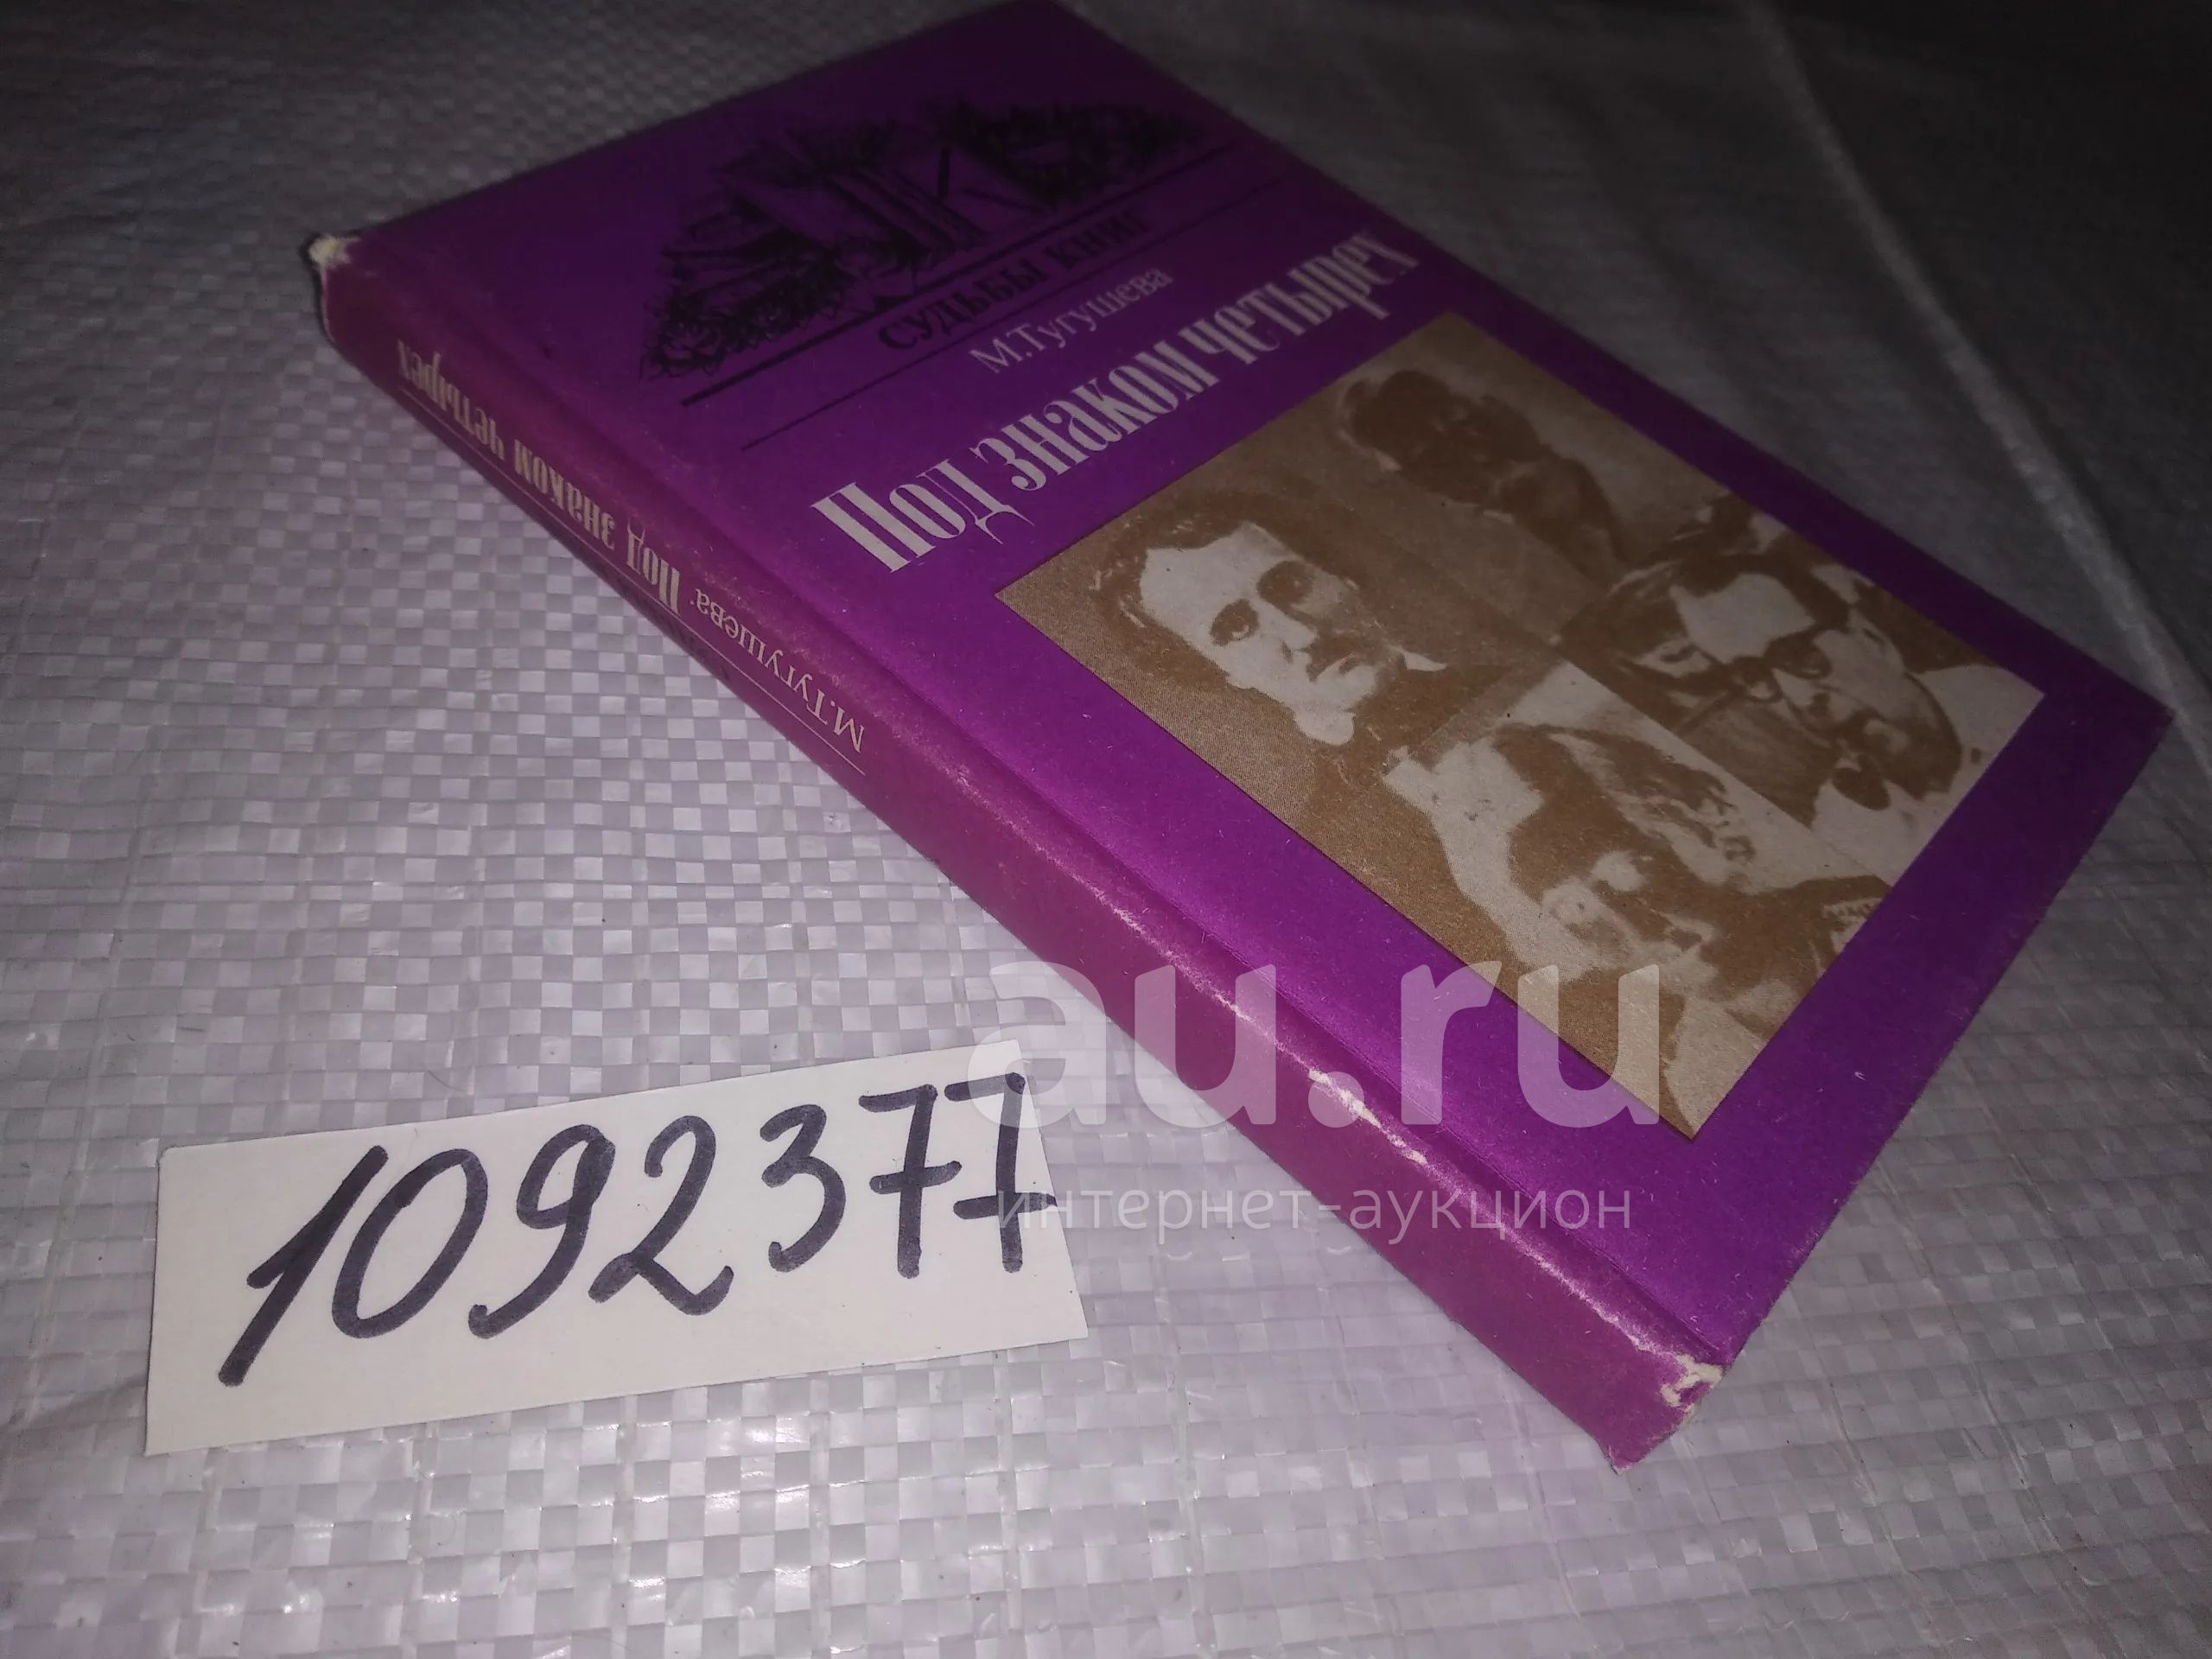 СУДЬБЫ КНИГ
М.Тугушева
Под знаком четырех
М.Тугушева Под знаком четырех
au.ru
интернет-аукцион
1092377